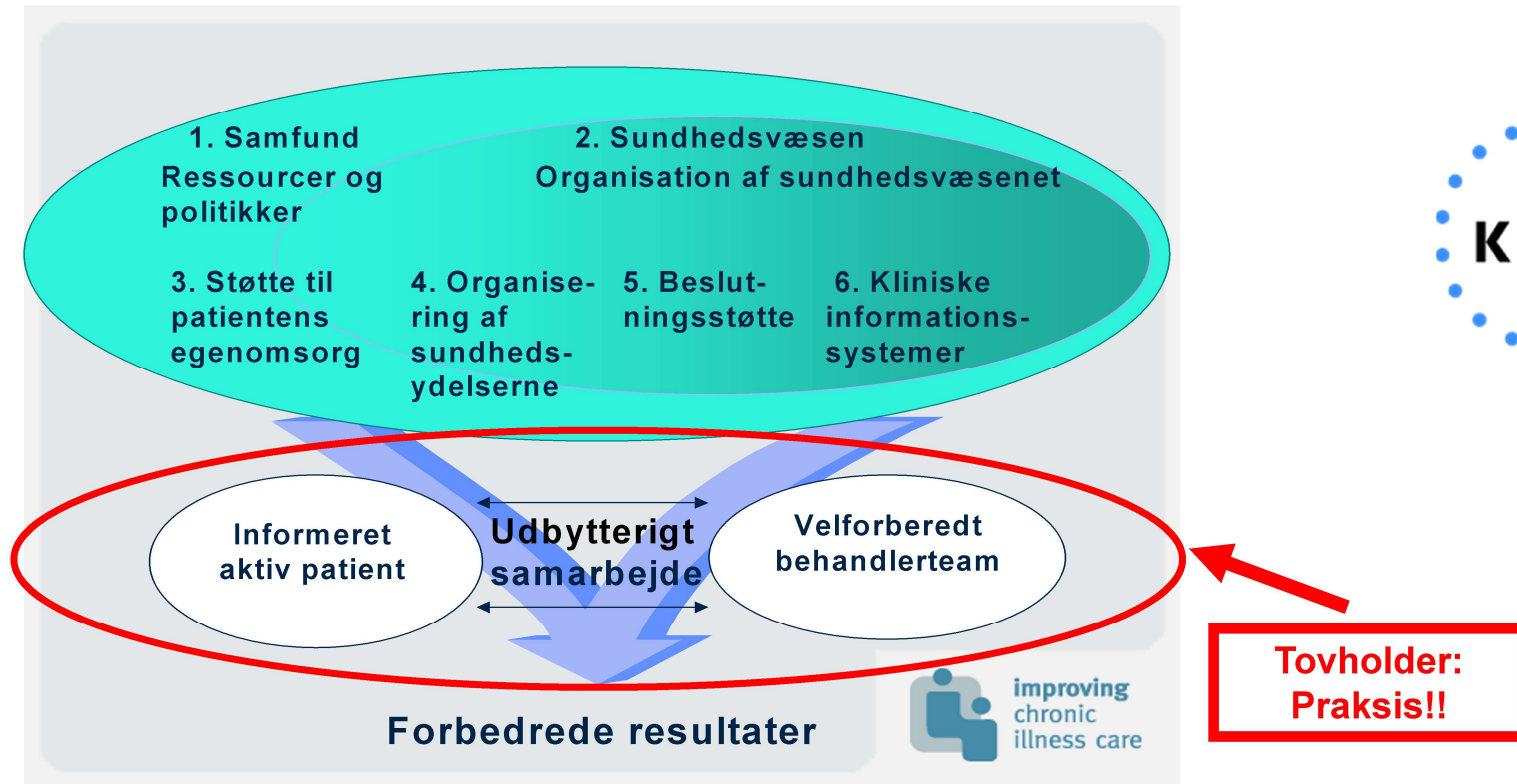 1. Samfund
Ressourcer og
politikker
2. Sundhedsvæsen
Organisation af sundhedsvæsenet
3. Støtte til
patientens
egenomsorg
4. Organise-
ring af
sundheds-
ydelserne
5. Beslut-
ningsstøtte
6. Kliniske
informations-
systemer
Informeret
aktiv patient
Udbytterigt
samarbejde
Velforberedt
behandlerteam
Forbedrede resultater
improving
chronic
illness care
Tovholder:
Praksis!!
K